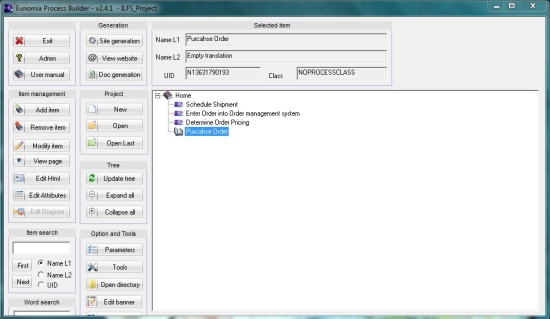 Eunomia Process Builder - v2.4.1 - ILFS_Project
Exit
Admin
User manual
Generation
Site generation
View website
Doc generation
Selected item
Name L1
Purcahse Order
Name L2
Empty translation
UID
N13631790193
Class
NOPROCESSCLASS
Item management
Add item
Remove item
Modify item
View page
Edit Html
Edit Attributes
Edit Diagram
Project
New
Open
Open Last
Tree
Update tree
Expand all
Collapse all
Home
Schedule Shipment
Enter Order into Order management system
Determine Order Pricing
Purcahse Order
Item search
First
Next
Name L1
Name L2
UID
Word search
Option and Tools
Parameters
Tools
Open directory
Edit banner